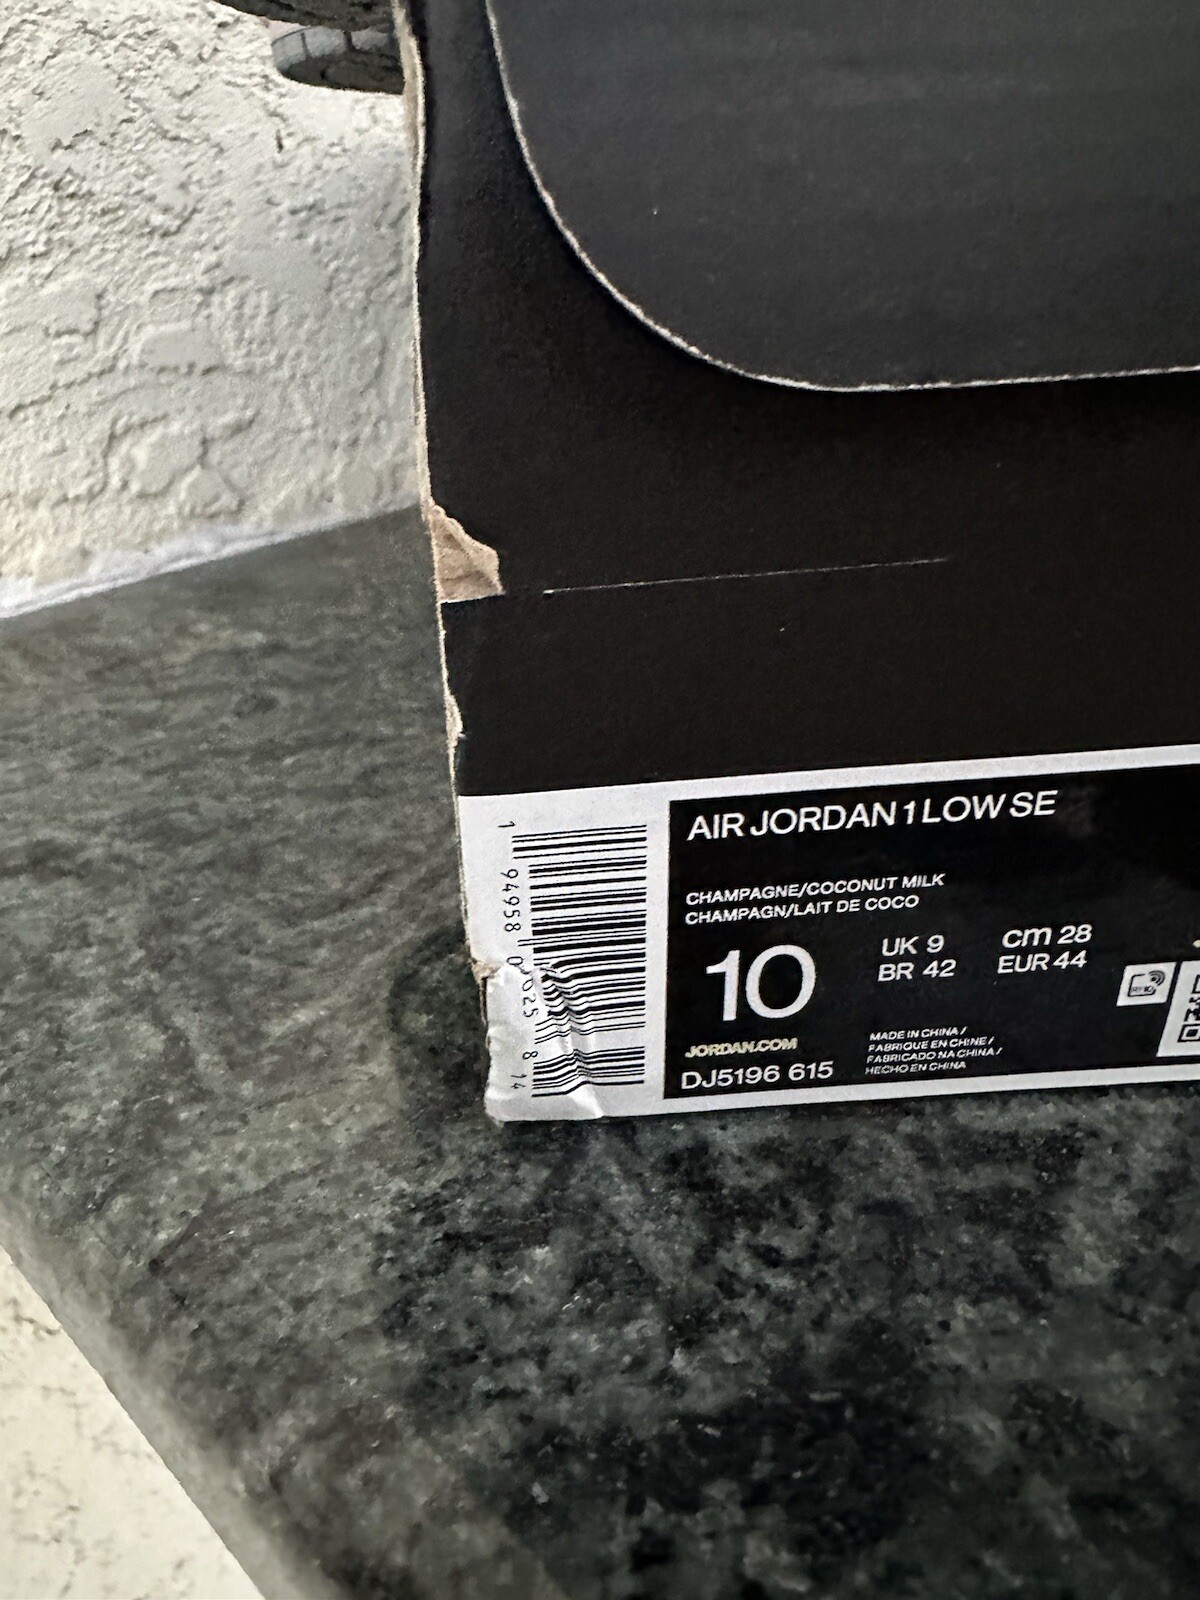 AIR JORDAN 1 LOW SE
CHAMPAGNE/COCONUT MILK
CHAMPAGN/LAIT DE COCO
10
UK 9
cm 28
BR 42
EUR 44
JORDAN.COM
DJ5196 615
MADE IN CHINA /
FABRIQUE EN CHINE /
FABRICADO NA CHINA /
HECHO EN CHINA
RFID
1 94958 025 8 14